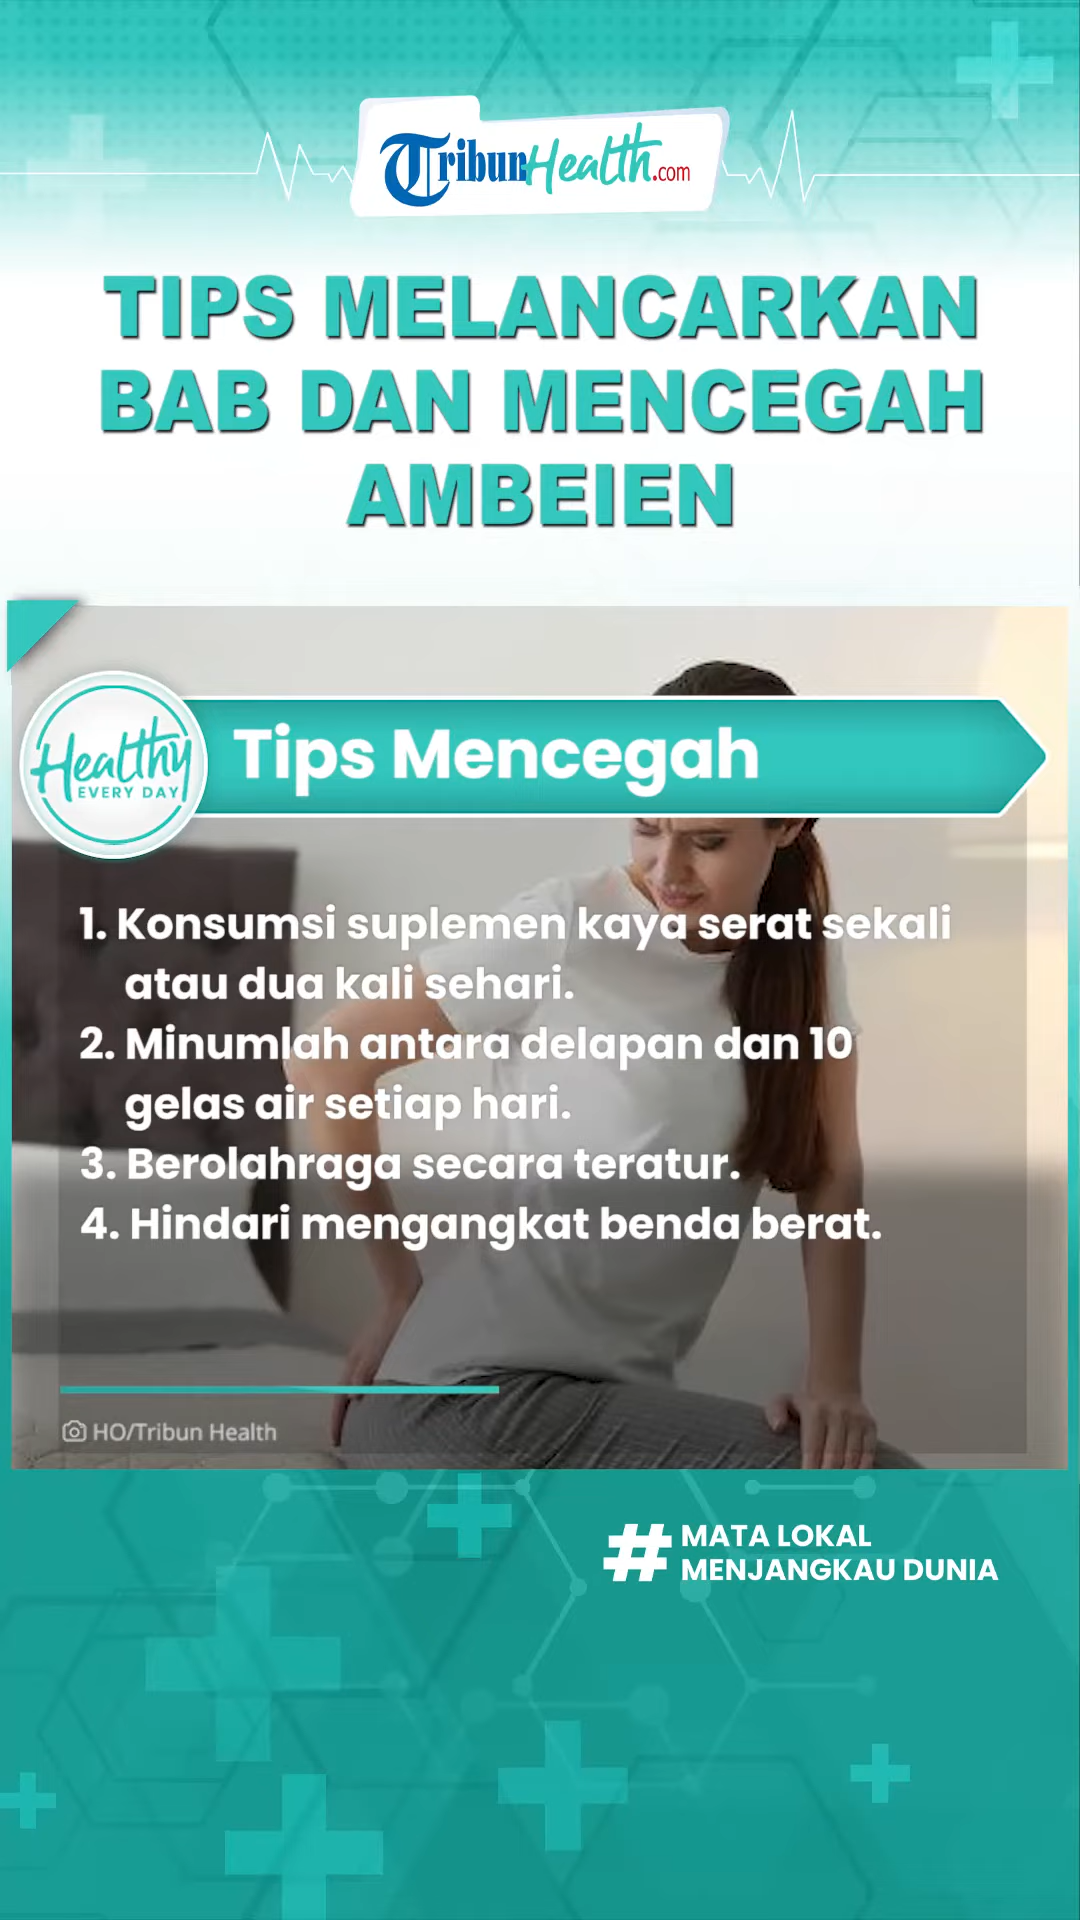 TribunHealth.com
TIPS MELANCARKAN
BAB DAN MENCEGAH
AMBEIEN
Healthy
EVERY DAY
Tips Mencegah
1. Konsumsi suplemen kaya serat sekali
atau dua kali sehari.
2. Minumlah antara delapan dan 10
gelas air setiap hari.
3. Berolahraga secara teratur.
4. Hindari mengangkat benda berat.
HO/Tribun Health
# MATA LOKAL
MENJANGKAU DUNIA